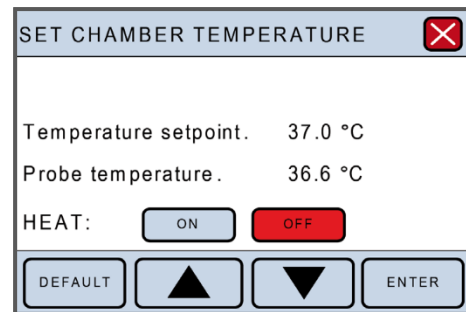 SET CHAMBER TEMPERATURE
Temperature setpoint. 37.0 °C
Probe temperature. 36.6 °C
HEAT: ON OFF
DEFAULT ENTER